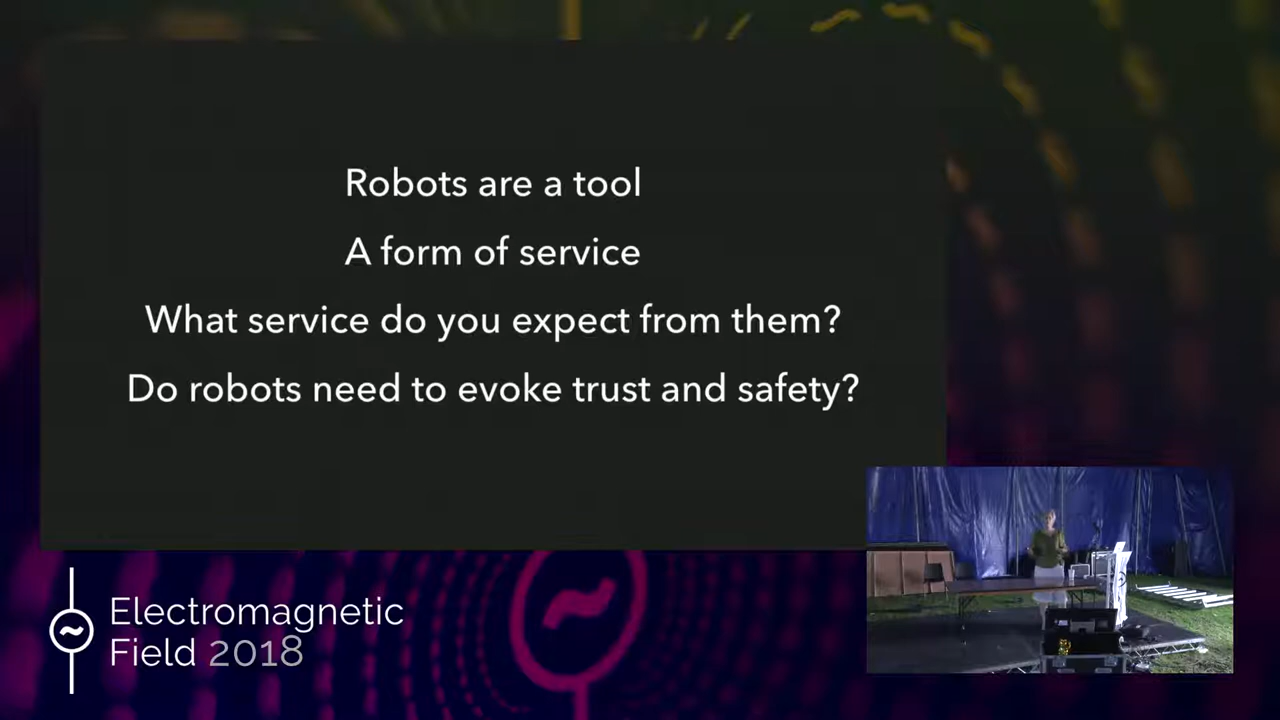 Robots are a tool
A form of service
What service do you expect from them?
Do robots need to evoke trust and safety?
Electromagnetic
Field 2018